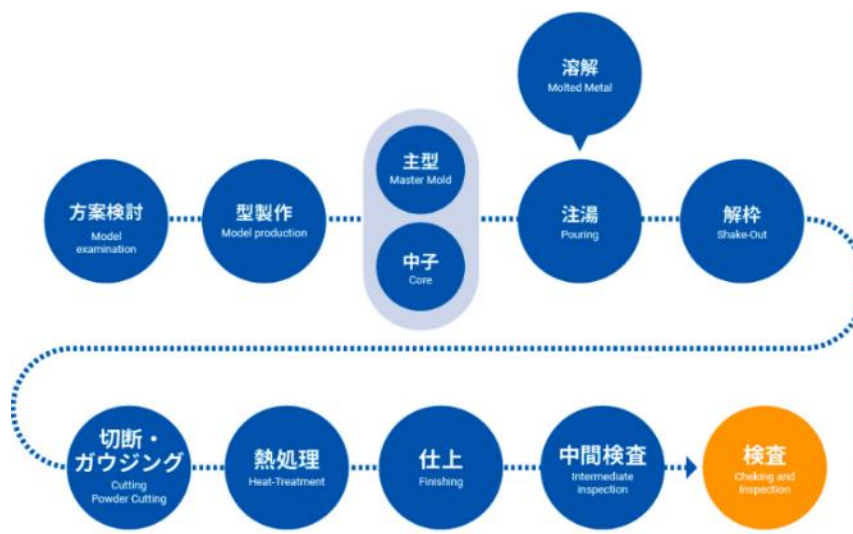 溶解
Molted Metal
方案検討
Model
examination
型製作
Model production
主型
Master Mold
中子
Core
注湯
Pouring
解枠
Shake-Out
切断・
ガウジング
Cutting
Powder Cutting
熱処理
Heat-Treatment
仕上
Finishing
中間検査
Intermediate
inspection
検査
Cheking and
Inspection